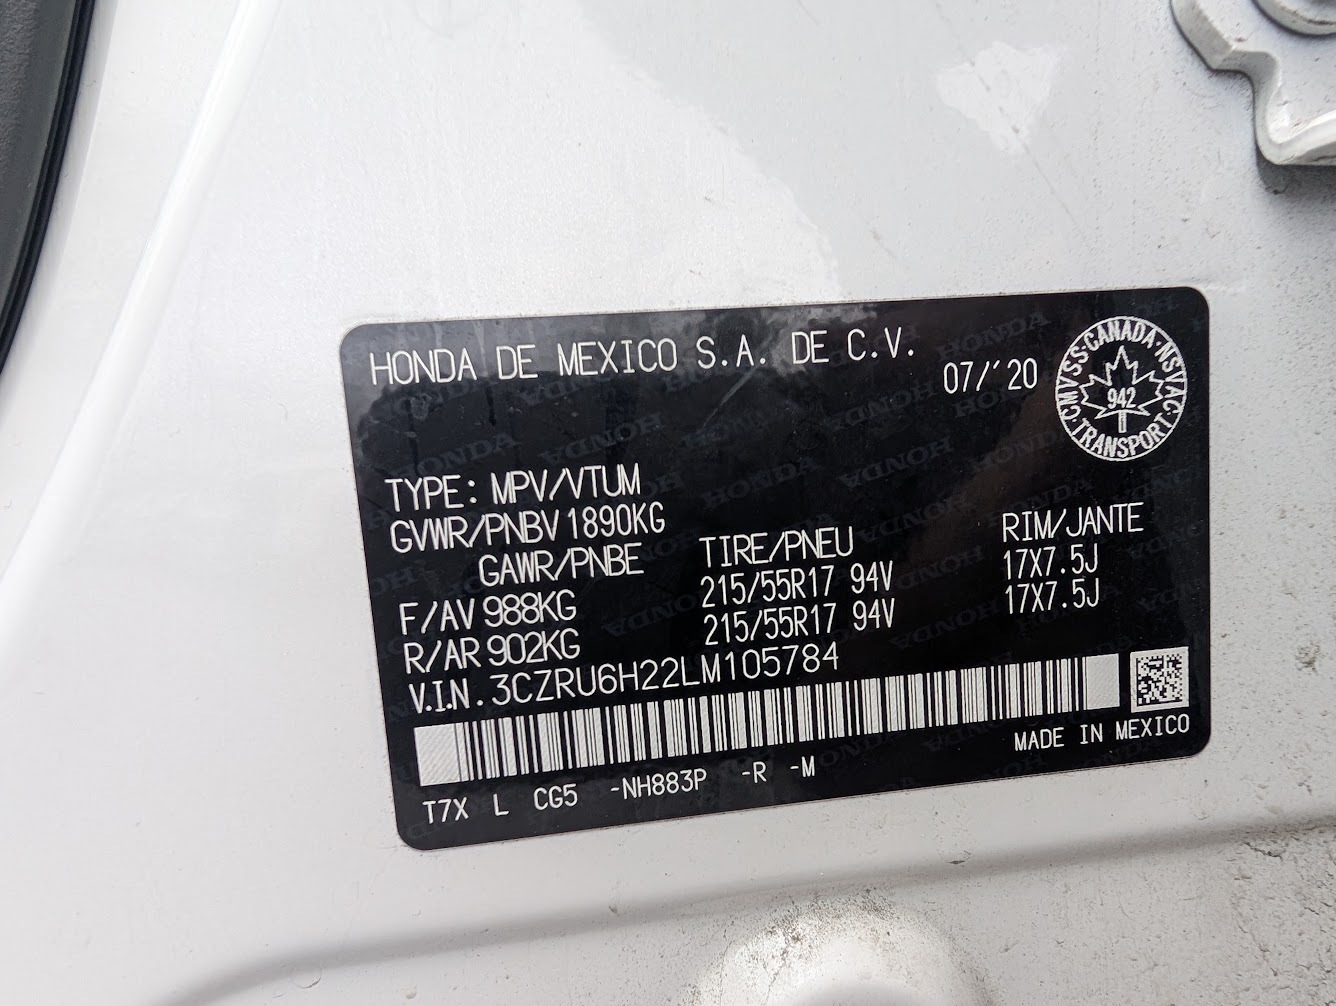 HONDA DE MEXICO S.A. DE C.V.
07/'20
CMVSS·CANADA·NSVAC·TRANSPORT
942
TYPE: MPV/VTUM
GVWR/PNBV 1890KG
GAWR/PNBE TIRE/PNEU RIM/JANTE
F/AV 988KG 215/55R17 94V 17X7.5J
R/AR 902KG 215/55R17 94V 17X7.5J
V.I.N. 3CZRU6H22LM105784
MADE IN MEXICO
T7X L CG5 -NH883P -R -M